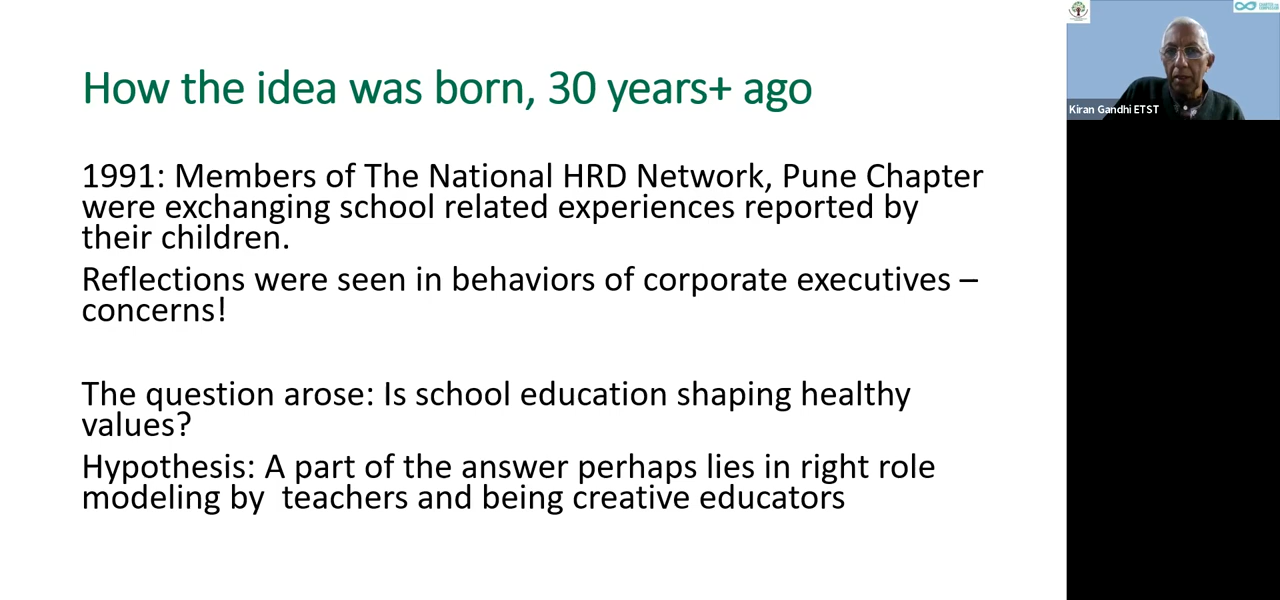 How the idea was born, 30 years+ ago
1991: Members of The National HRD Network, Pune Chapter
were exchanging school related experiences reported by
their children.
Reflections were seen in behaviors of corporate executives –
concerns!
The question arose: Is school education shaping healthy
values?
Hypothesis: A part of the answer perhaps lies in right role
modeling by  teachers and being creative educators
Kiran Gandhi ETST